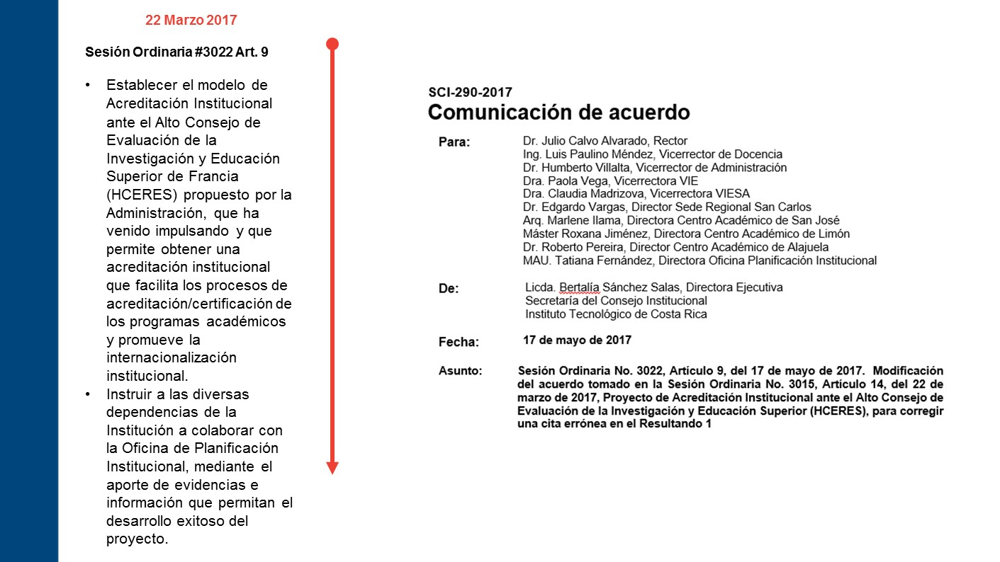 22 Marzo 2017
Sesión Ordinaria #3022 Art. 9
• Establecer el modelo de
Acreditación Institucional
ante el Alto Consejo de
Evaluación de la
Investigación y Educación
Superior de Francia
(HCERES) propuesto por la
Administración, que ha
venido impulsando y que
permite obtener una
acreditación institucional
que facilita los procesos de
acreditación/certificación de
los programas académicos
y promueve la
internacionalización
institucional.
• Instruir a las diversas
dependencias de la
Institución a colaborar con
la Oficina de Planificación
Institucional, mediante el
aporte de evidencias e
información que permitan el
desarrollo exitoso del
proyecto.
SCI-290-2017
Comunicación de acuerdo
Para: Dr. Julio Calvo Alvarado, Rector
Ing. Luis Paulino Méndez, Vicerrector de Docencia
Dr. Humberto Villalta, Vicerrector de Administración
Dra. Paola Vega, Vicerrectora VIE
Dra. Claudia Madrizova, Vicerrectora VIESA
Dr. Edgardo Vargas, Director Sede Regional San Carlos
Arq. Marlene Ilama, Directora Centro Académico de San José
Máster Roxana Jiménez, Directora Centro Académico de Limón
Dr. Roberto Pereira, Director Centro Académico de Alajuela
MAU. Tatiana Fernández, Directora Oficina Planificación Institucional
De: Licda. Bertalía Sánchez Salas, Directora Ejecutiva
Secretaría del Consejo Institucional
Instituto Tecnológico de Costa Rica
Fecha: 17 de mayo de 2017
Asunto: Sesión Ordinaria No. 3022, Artículo 9, del 17 de mayo de 2017. Modificación
del acuerdo tomado en la Sesión Ordinaria No. 3015, Artículo 14, del 22 de
marzo de 2017, Proyecto de Acreditación Institucional ante el Alto Consejo de
Evaluación de la Investigación y Educación Superior (HCERES), para corregir
una cita errónea en el Resultando 1